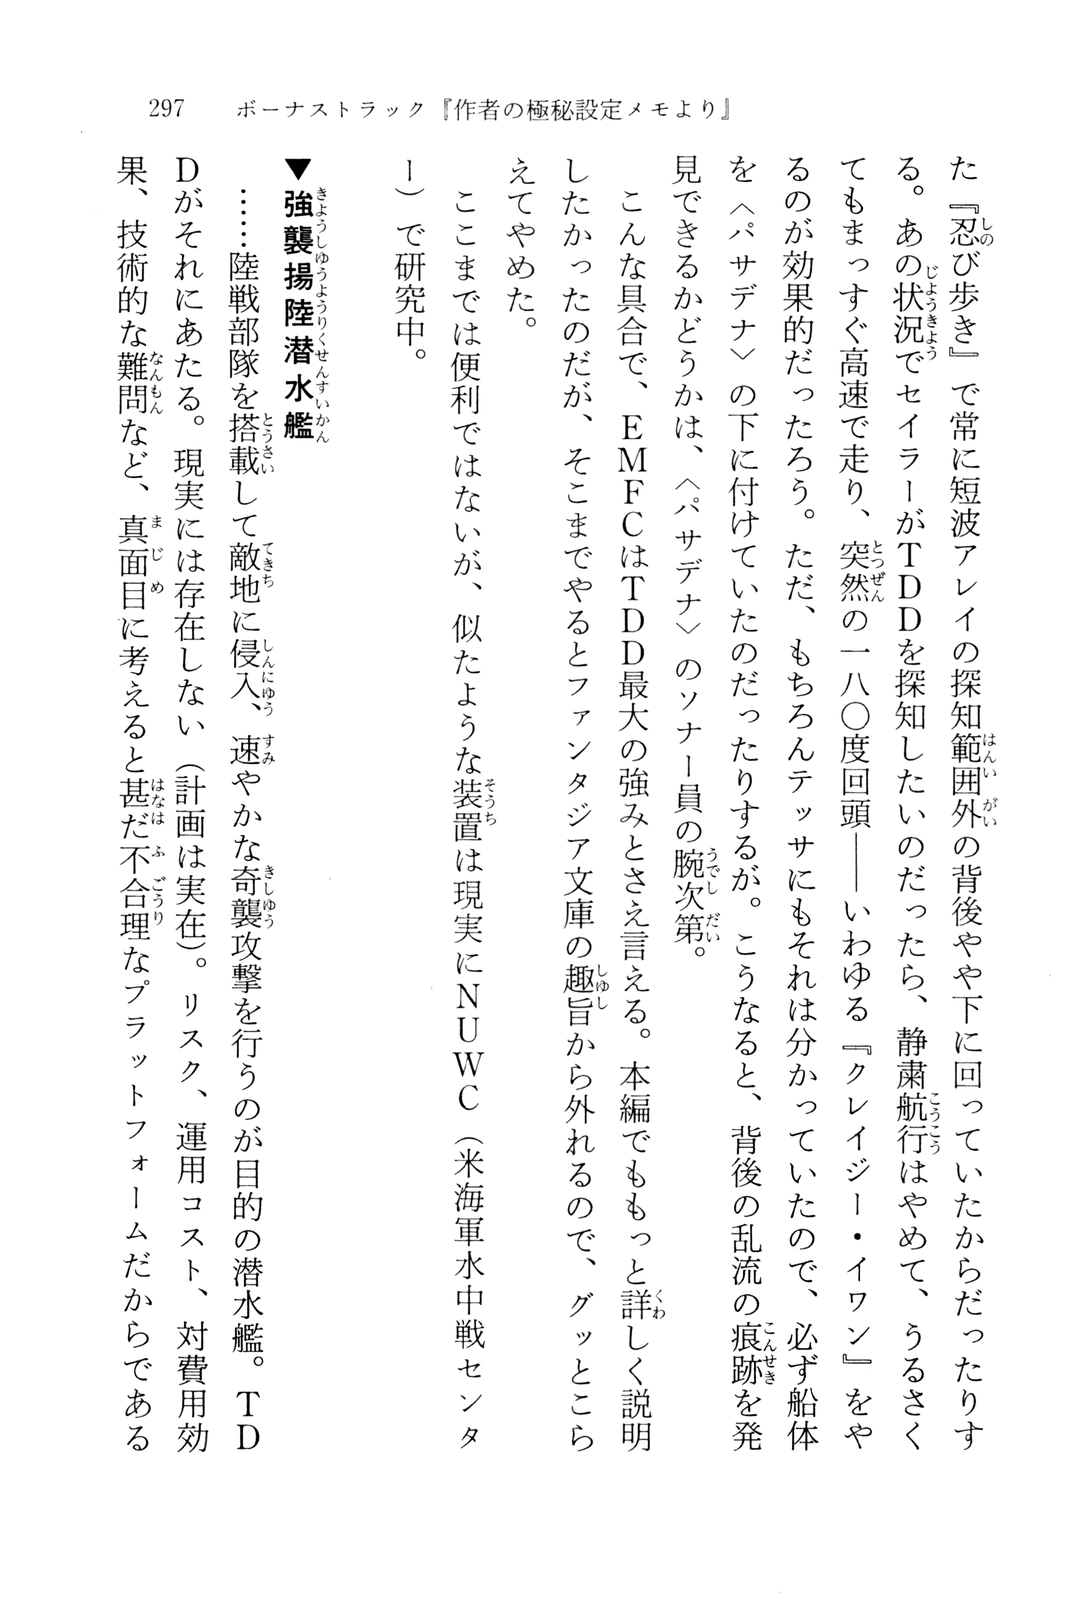 297　ボーナストラック『作者の極秘設定メモより』
た『忍び歩き』で常に短波アレイの探知範囲外の背後やや下に回っていたからだったりす
る。あの状況でセイラーがTDDを探知したいのだったら、静粛航行はやめて、うるさく
てもまっすぐ高速で走り、突然の一八〇度回頭――いわゆる『クレイジー・イワン』をや
るのが効果的だったろう。ただ、もちろんテッサにもそれは分かっていたので、必ず船体
を〈パサデナ〉の下に付けていたのだったりするが。こうなると、背後の乱流の痕跡を発
見できるかどうかは、〈パサデナ〉のソナー員の腕次第。
　こんな具合で、EMFCはTDD最大の強みとさえ言える。本編でももっと詳しく説明
したかったのだが、そこまでやるとファンタジア文庫の趣旨から外れるので、グッとこら
えてやめた。
　ここまでは便利ではないが、似たような装置は現実にNUWC（米海軍水中戦センタ
ー）で研究中。
▼強襲揚陸潜水艦
　……陸戦部隊を搭載して敵地に侵入、速やかな奇襲攻撃を行うのが目的の潜水艦。TD
Dがそれにあたる。現実には存在しない（計画は実在）。リスク、運用コスト、対費用効
果、技術的な難問など、真面目に考えると甚だ不合理なプラットフォームだからである